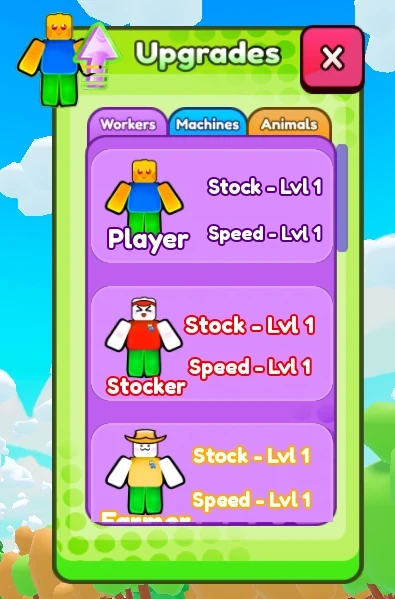 Upgrades
X
Workers
Machines
Animals
Stock - Lvl 1
Player
Speed - Lvl 1
Stock - Lvl 1
Speed - Lvl 1
Stocker
Stock - Lvl 1
Speed - Lvl 1
Farmer